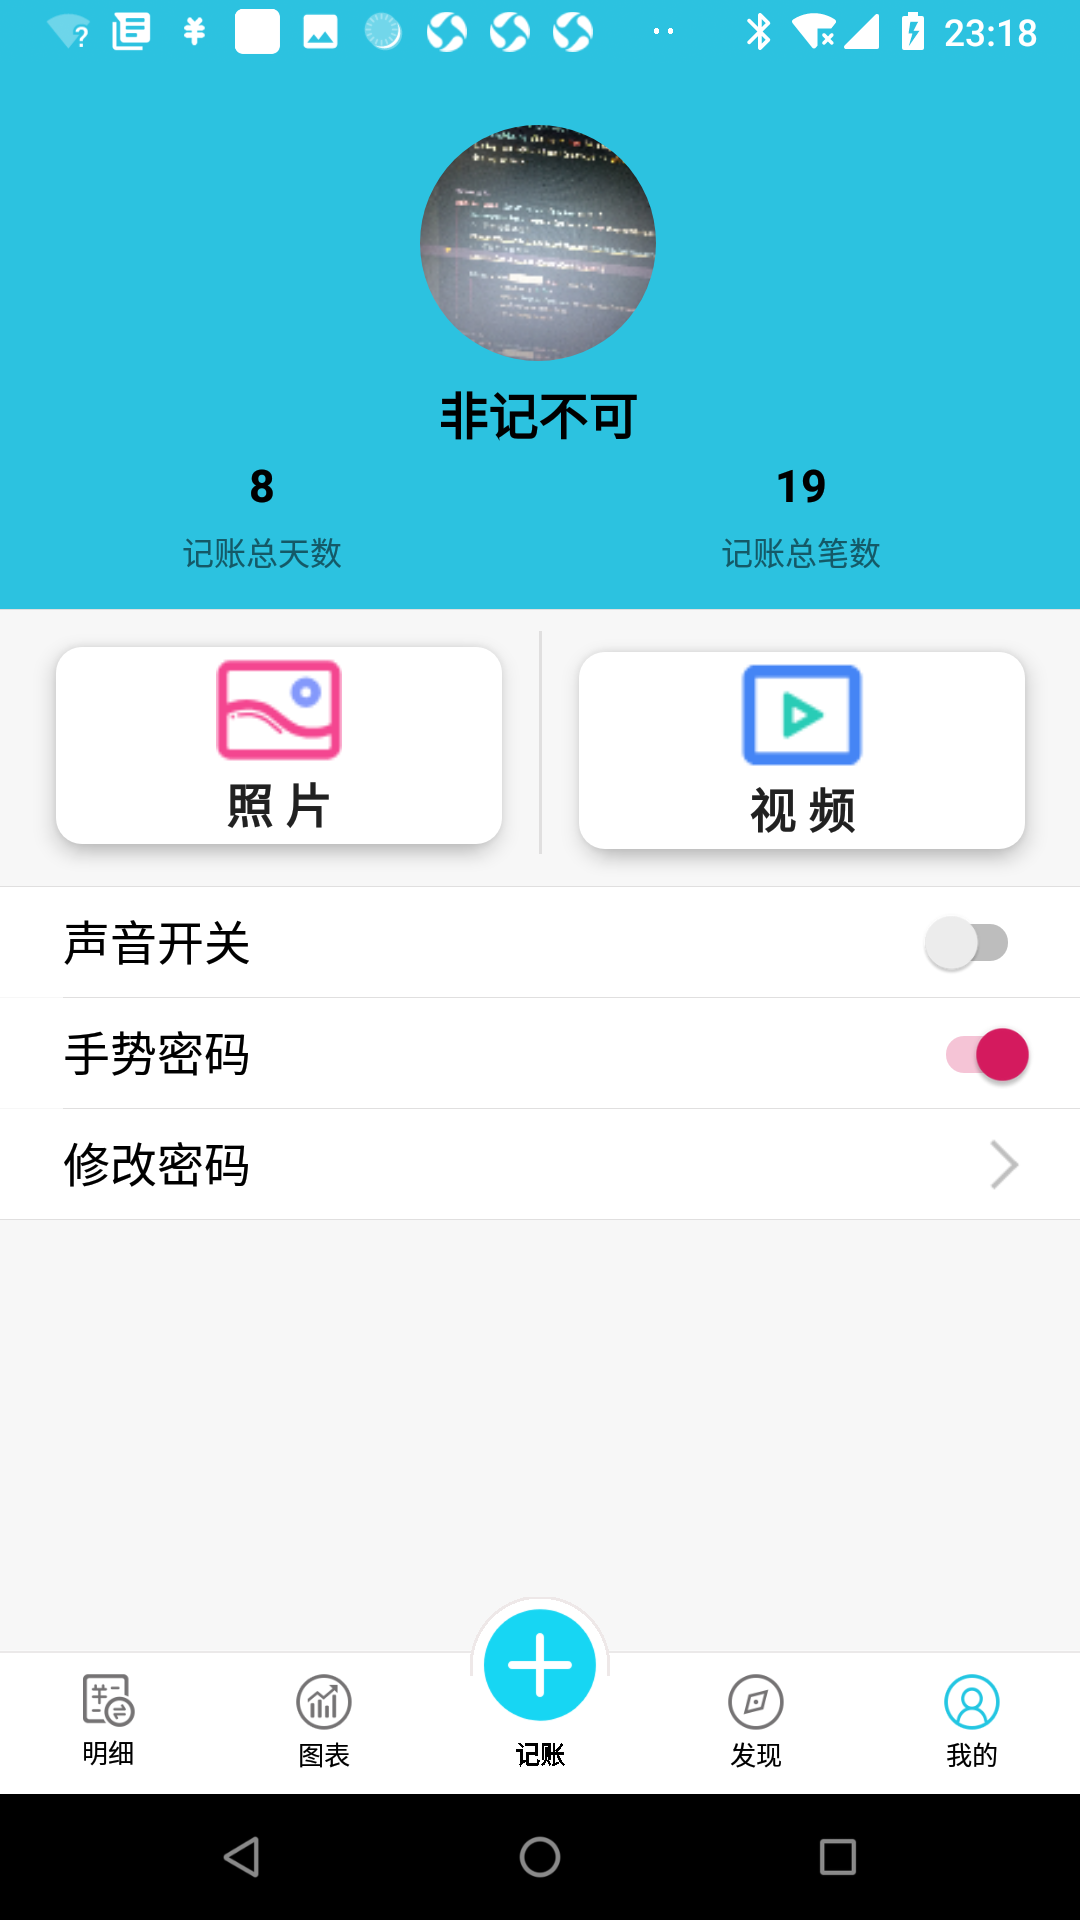 23:18
非记不可
8
19
记账总天数
记账总笔数
照 片
视 频
声音开关
手势密码
修改密码
明细
图表
记账
发现
我的